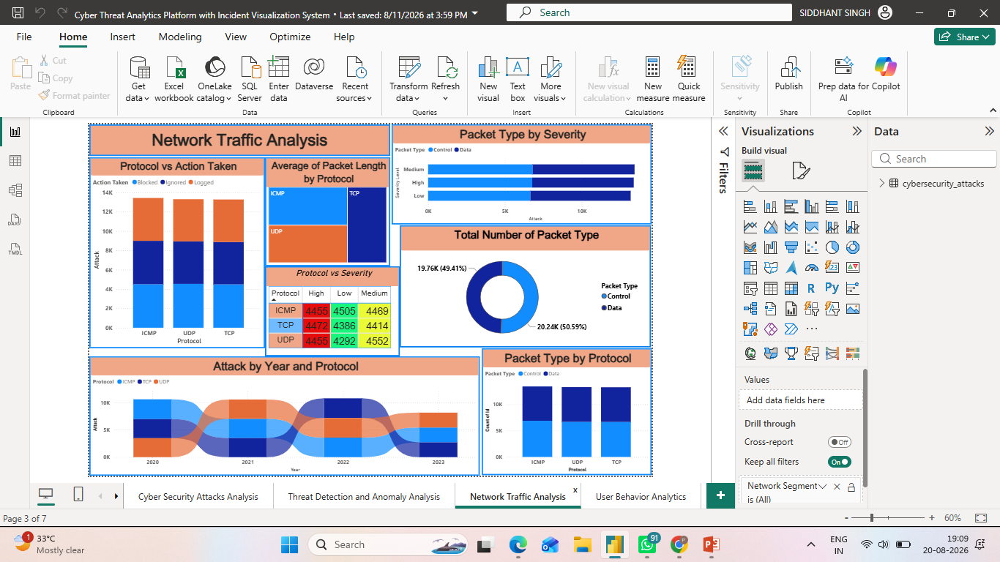 Cyber Threat Analytics Platform with Incident Visualization System • Last saved: 8/11/2026 at 3:59 PM
Search
SIDDHANT SINGH
File
Home
Insert
Modeling
View
Optimize
Help
Share
Paste
Cut
Copy
Format painter
Get data
Excel workbook
OneLake catalog
SQL Server
Enter data
Dataverse
Recent sources
Transform data
Refresh
New visual
Text box
More visuals
New visual calculation
New measure
Quick measure
Sensitivity
Publish
Prep data for AI
Copilot
Clipboard
Data
Queries
Insert
Calculations
Sensitivity
Share
Copilot
DAX
TMDL
Network Traffic Analysis
Protocol vs Action Taken
Action Taken Blocked Ignored Logged
14K
12K
10K
8K
6K
4K
2K
0K
Attack
ICMP UDP TCP
Protocol
Average of Packet Length
by Protocol
ICMP
TCP
UDP
Protocol vs Severity
Protocol High Low Medium
ICMP 4455 4505 4469
TCP 4472 4386 4414
UDP 4455 4292 4552
Packet Type by Severity
Packet Type Control Data
Severity Level
Medium
High
Low
0K 5K 10K
Attack
Total Number of Packet Type
19.76K (49.41%)
20.24K (50.59%)
Packet Type
Control
Data
Attack by Year and Protocol
Protocol ICMP TCP UDP
10K
5K
0K
Attack
2020 2021 2022 2023
Year
Packet Type by Protocol
Packet Type Control Data
10K
5K
0K
Count of Id
ICMP UDP TCP
Protocol
Filters
Visualizations
Build visual
123
R
Py
Values
Add data fields here
Drill through
Cross-report
Off
Keep all filters
On
Network Segment
is (All)
Data
Search
cybersecurity_attacks
Cyber Security Attacks Analysis
Threat Detection and Anomaly Analysis
Network Traffic Analysis
x
User Behavior Analytics
Page 3 of 7
60%
1
33°C
Mostly clear
Search
91
ENG
IN
19:09
20-08-2026